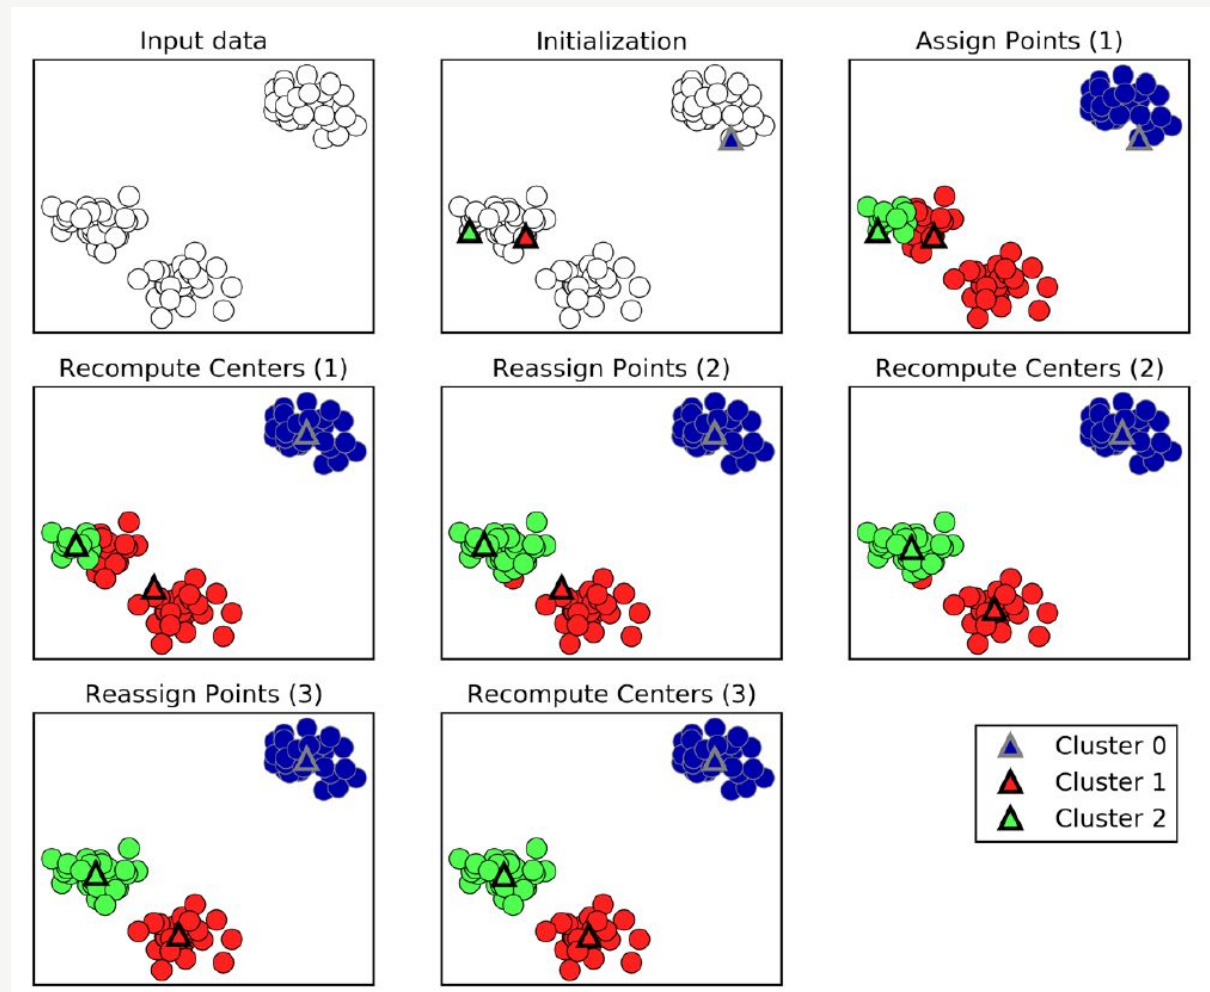 Input data
Initialization
Assign Points (1)
Recompute Centers (1)
Reassign Points (2)
Recompute Centers (2)
Reassign Points (3)
Recompute Centers (3)
Cluster 0
Cluster 1
Cluster 2